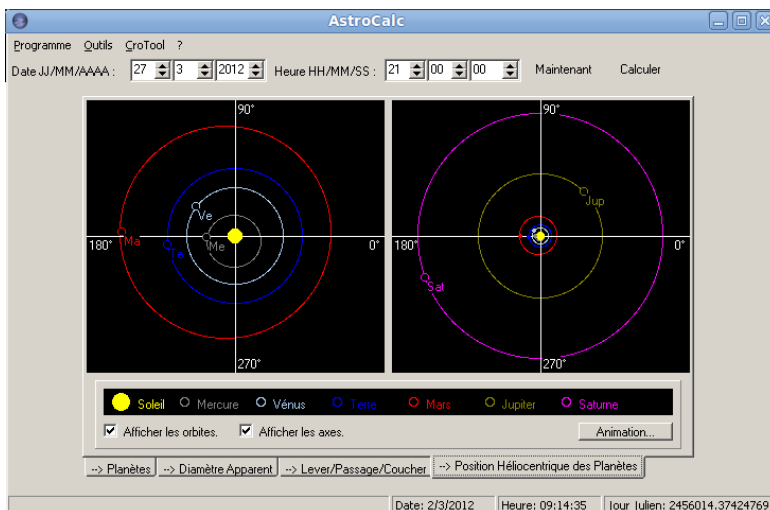 AstroCalc
Programme Outils CroTool ?
Date JJ/MM/AAAA : 27 3 2012 Heure HH/MM/SS : 21 00 00 Maintenant Calculer
90° 90°
Ve Jup
180° Ma Te Me 0° 180° 0°
Sat
270° 270°
Soleil Mercure Vénus Terre Mars Jupiter Saturne
Afficher les orbites. Afficher les axes. Animation...
--> Planètes --> Diamètre Apparent --> Lever/Passage/Coucher --> Position Héliocentrique des Planètes
Date: 2/3/2012 Heure: 09:14:35 Jour Julien: 2456014.37424769